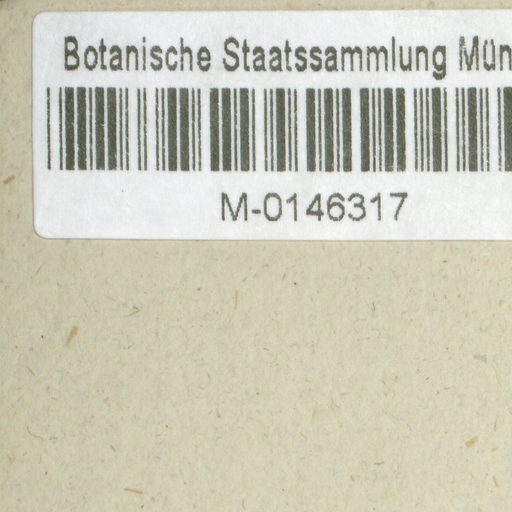 Botanische Staatssammlung Mün
M-0146317